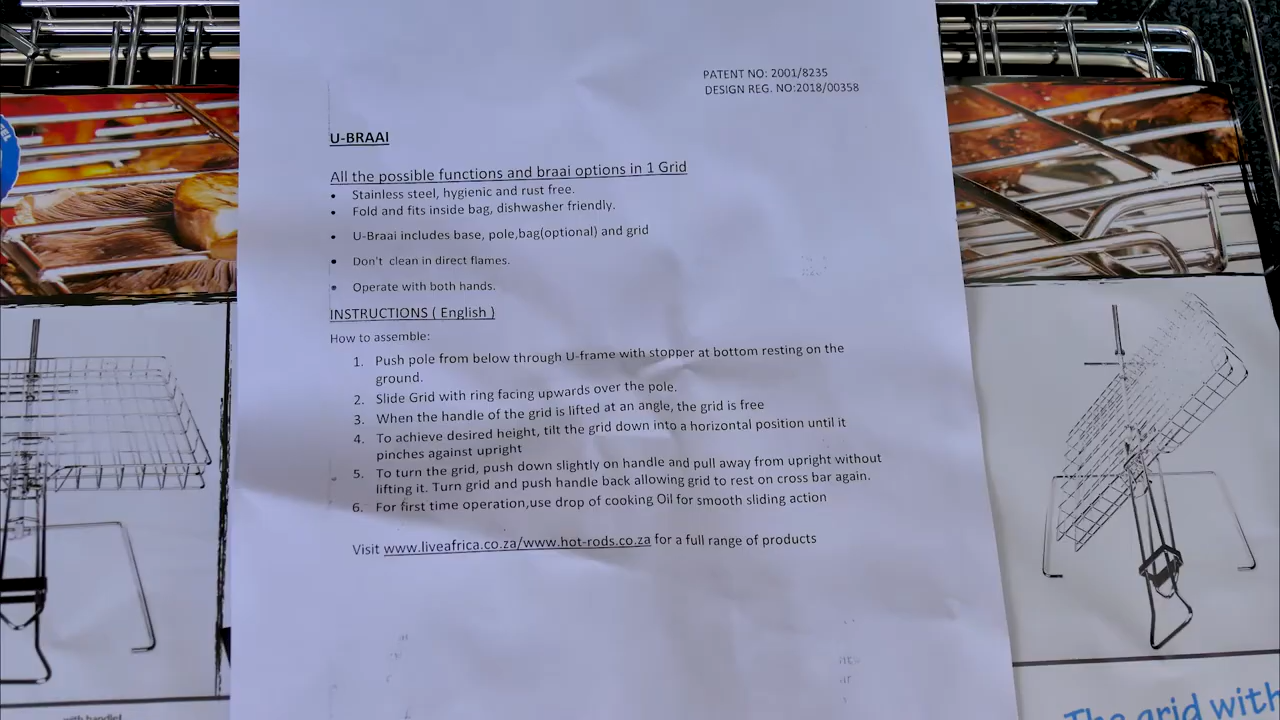 PATENT NO: 2001/8235
DESIGN REG. NO:2018/00358
U-BRAAI
All the possible functions and braai options in 1 Grid
• Stainless steel, hygienic and rust free.
• Fold and fits inside bag, dishwasher friendly.
• U-Braai includes base, pole,bag(optional) and grid
• Don't clean in direct flames.
• Operate with both hands.
INSTRUCTIONS ( English )
How to assemble:
1. Push pole from below through U-frame with stopper at bottom resting on the
ground.
2. Slide Grid with ring facing upwards over the pole.
3. When the handle of the grid is lifted at an angle, the grid is free
4. To achieve desired height, tilt the grid down into a horizontal position until it
pinches against upright
5. To turn the grid, push down slightly on handle and pull away from upright without
lifting it. Turn grid and push handle back allowing grid to rest on cross bar again.
6. For first time operation,use drop of cooking Oil for smooth sliding action
Visit www.liveafrica.co.za/www.hot-rods.co.za for a full range of products
The grid with